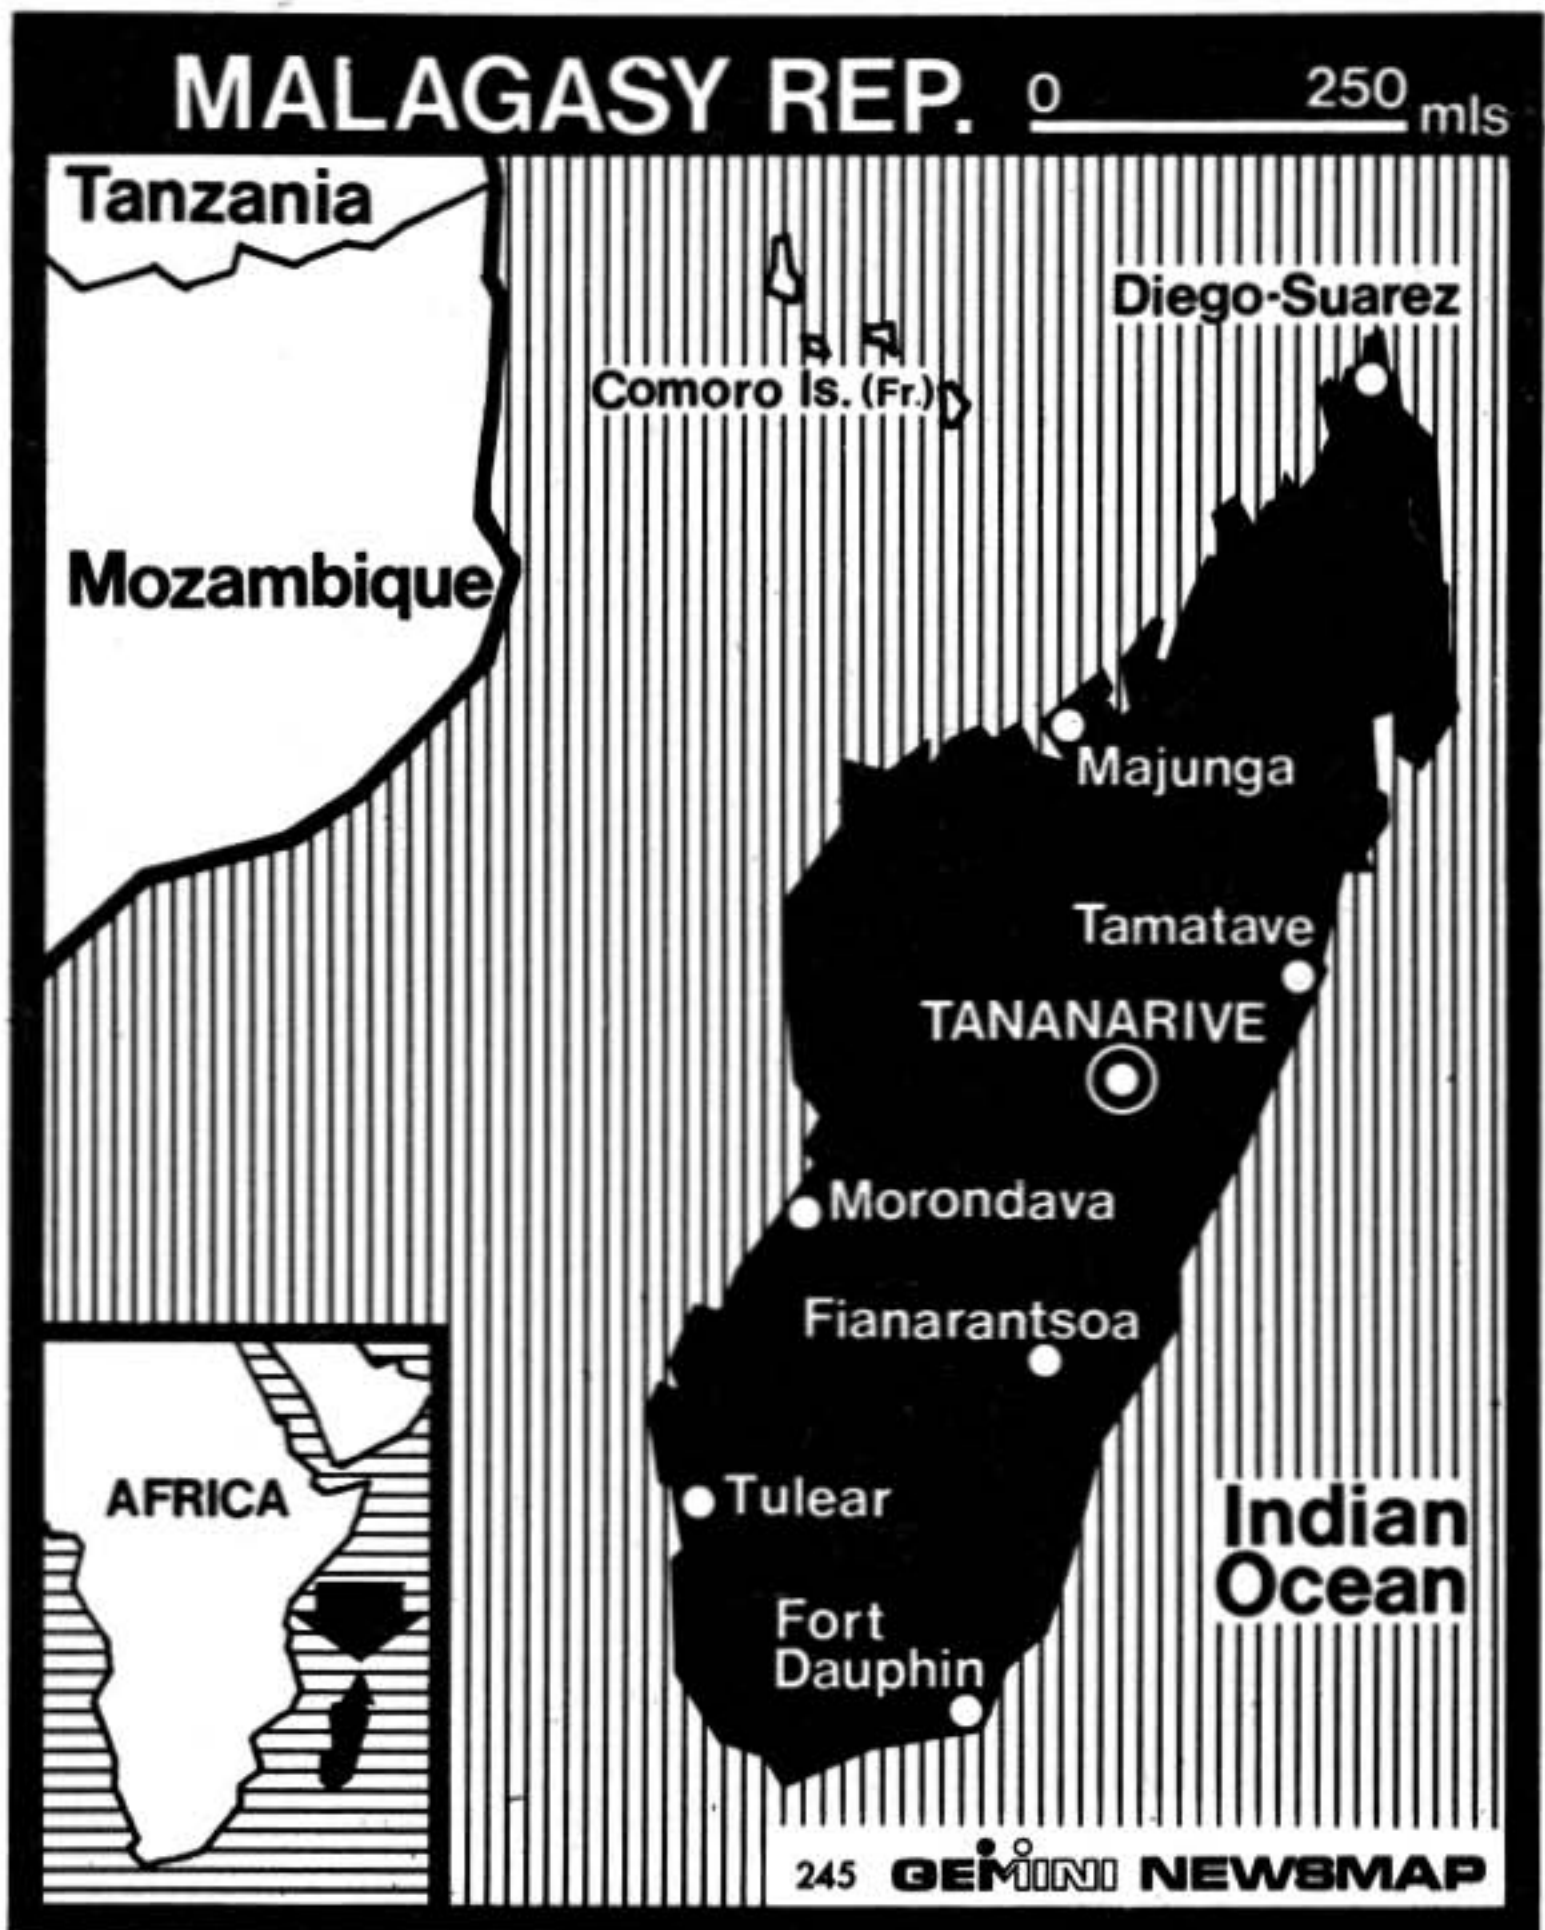 MALAGASY REP.
0 250 mls
Tanzania
Diego-Suarez
Comoro Is. (Fr.)
Mozambique
Majunga
Tamatave
TANANARIVE
Morondava
Fianarantsoa
AFRICA
Tulear
Indian
Ocean
Fort
Dauphin
245 GEMINI NEWSMAP